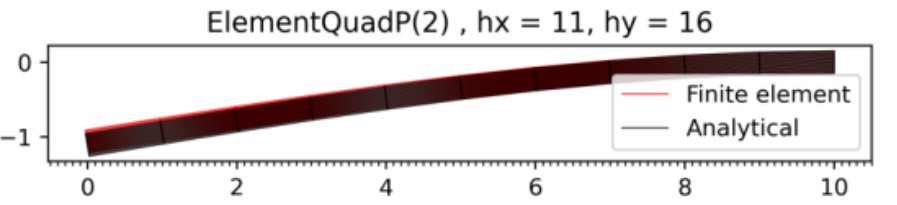 ElementQuadP(2) , hx = 11, hy = 16
0
−1
Finite element
Analytical
0 2 4 6 8 10